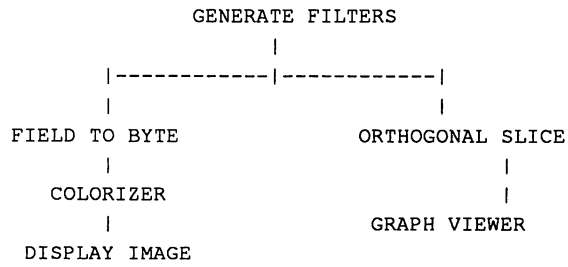 GENERATE FILTERS
FIELD TO BYTE
ORTHOGONAL SLICE
COLORIZER
GRAPH VIEWER
DISPLAY IMAGE